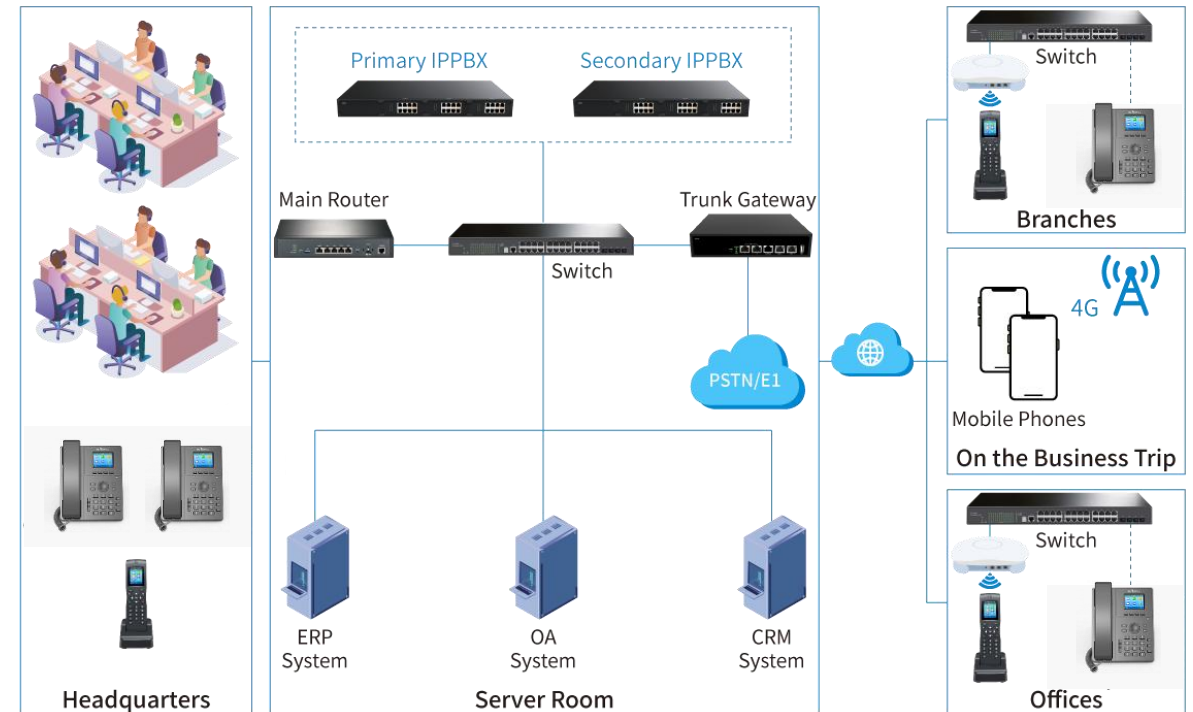 Primary IPPBX
Secondary IPPBX
Main Router
Switch
Trunk Gateway
PSTN/E1
ERP
System
OA
System
CRM
System
Headquarters
Server Room
Switch
Branches
4G
Mobile Phones
On the Business Trip
Switch
Offices